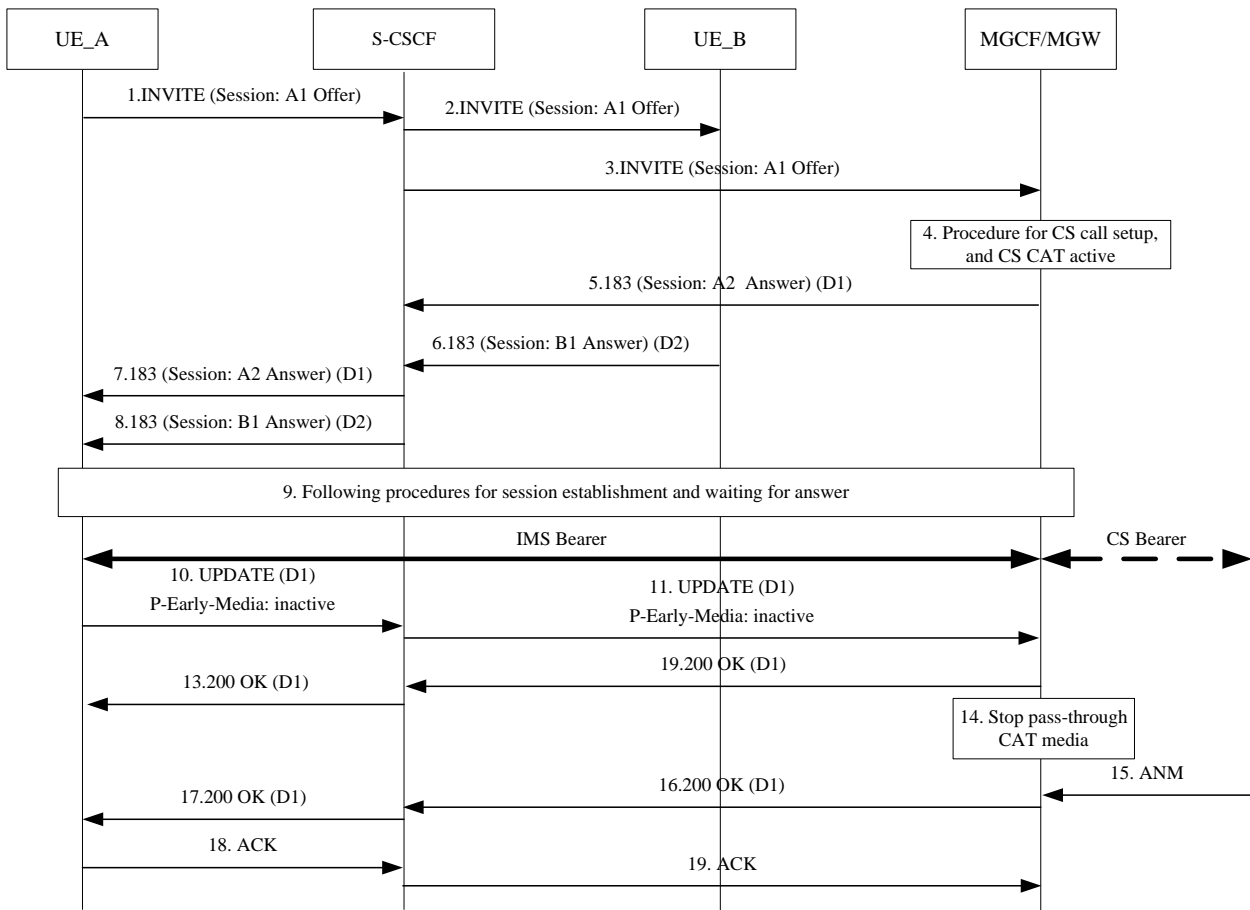 UE_A
S-CSCF
UE_B
MGCF/MGW
1.INVITE (Session: A1 Offer)
2.INVITE (Session: A1 Offer)
3.INVITE (Session: A1 Offer)
4. Procedure for CS call setup,
and CS CAT active
5.183 (Session: A2 Answer) (D1)
6.183 (Session: B1 Answer) (D2)
7.183 (Session: A2 Answer) (D1)
8.183 (Session: B1 Answer) (D2)
9. Following procedures for session establishment and waiting for answer
IMS Bearer
CS Bearer
10. UPDATE (D1)
P-Early-Media: inactive
11. UPDATE (D1)
P-Early-Media: inactive
19.200 OK (D1)
13.200 OK (D1)
14. Stop pass-through
CAT media
15. ANM
16.200 OK (D1)
17.200 OK (D1)
18. ACK
19. ACK